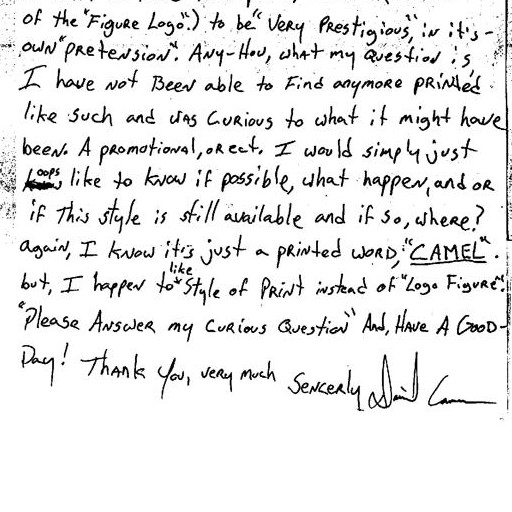 of the "Figure Logo".) to be "Very Prestigious", in it's-
own "pretension". Any-How, what my question is,
I have not Been able to Find anymore printed
like such and was curious to what it might have
been. A promotional, or ect. I would simply just
oops like to know if possible, what happen, and or
if this style is still available and if so, where?
again, I know it's just a printed word, "CAMEL".
but, I happen to like Style of Print instead of "Logo Figure".
"Please Answer my Curious Question" And, Have A Good-
Day! Thank You, very much Sencerly